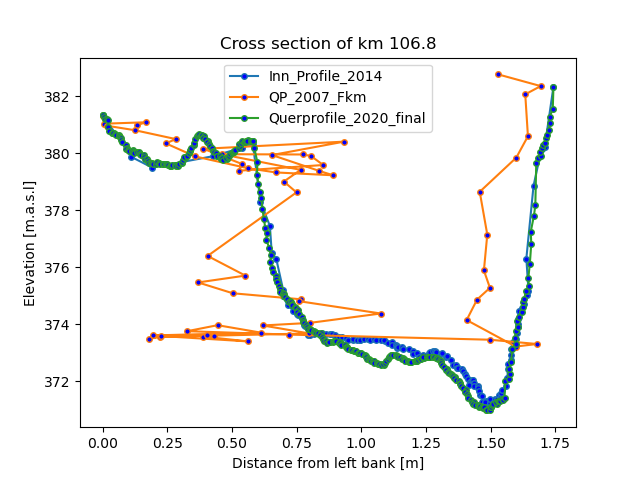 Cross section of km 106.8
Inn_Profile_2014
QP_2007_Fkm
Querprofile_2020_final
Elevation [m.a.s.l]
382
380
378
376
374
372
0.00 0.25 0.50 0.75 1.00 1.25 1.50 1.75
Distance from left bank [m]